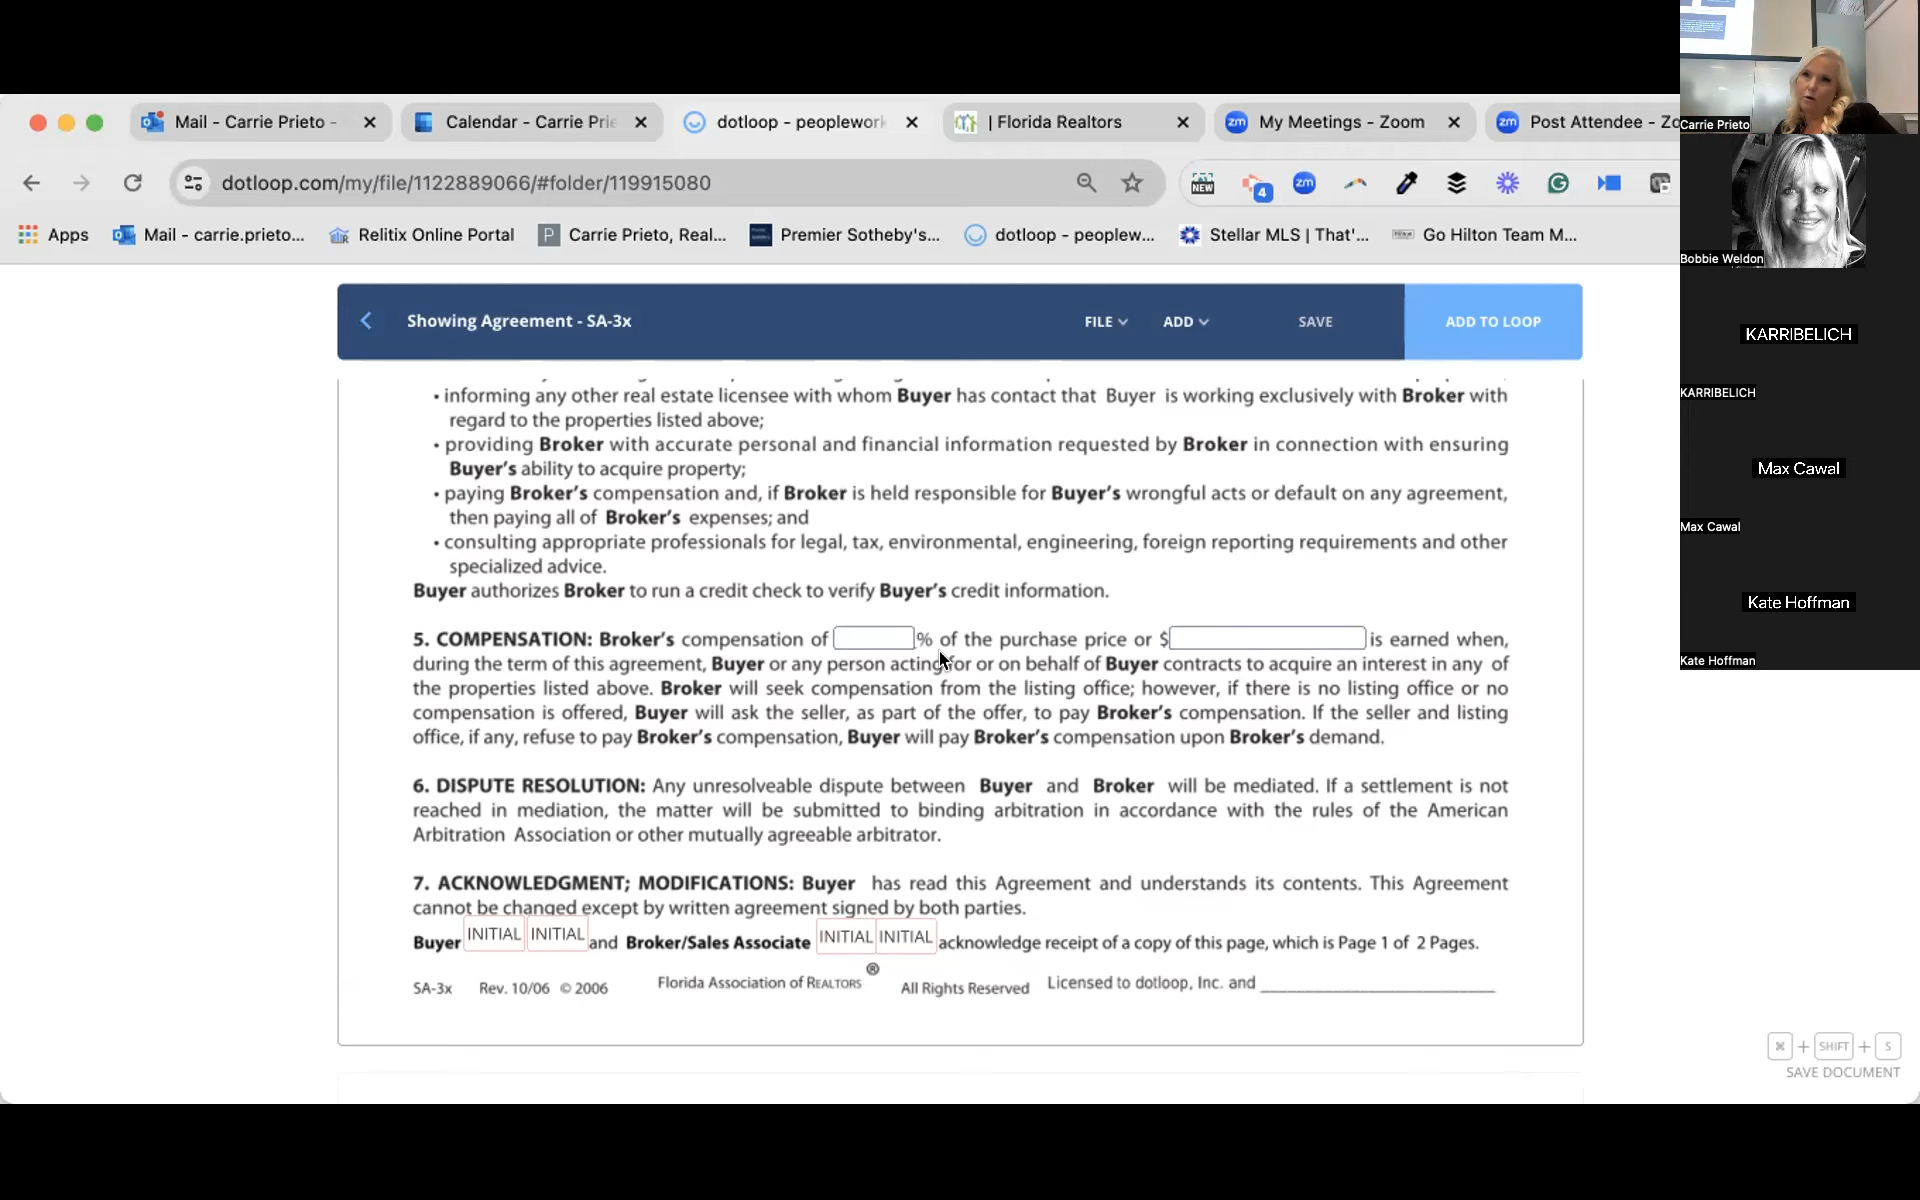 Mail - Carrie Prieto -
Calendar - Carrie Prie
dotloop - peoplework
| Florida Realtors
My Meetings - Zoom
Post Attendee - Zo
dotloop.com/my/file/1122889066/#folder/119915080
NEW
4
zm
Apps
Mail - carrie.prieto...
Relitix Online Portal
Carrie Prieto, Real...
Premier Sotheby's...
dotloop - peoplew...
Stellar MLS | That'...
Go Hilton Team M...
Showing Agreement - SA-3x
FILE
ADD
SAVE
ADD TO LOOP
• informing any other real estate licensee with whom Buyer has contact that Buyer is working exclusively with Broker with
regard to the properties listed above;
• providing Broker with accurate personal and financial information requested by Broker in connection with ensuring
Buyer's ability to acquire property;
• paying Broker's compensation and, if Broker is held responsible for Buyer's wrongful acts or default on any agreement,
then paying all of Broker's expenses; and
• consulting appropriate professionals for legal, tax, environmental, engineering, foreign reporting requirements and other
specialized advice.
Buyer authorizes Broker to run a credit check to verify Buyer's credit information.
5. COMPENSATION: Broker's compensation of % of the purchase price or $ is earned when,
during the term of this agreement, Buyer or any person acting for or on behalf of Buyer contracts to acquire an interest in any of
the properties listed above. Broker will seek compensation from the listing office; however, if there is no listing office or no
compensation is offered, Buyer will ask the seller, as part of the offer, to pay Broker's compensation. If the seller and listing
office, if any, refuse to pay Broker's compensation, Buyer will pay Broker's compensation upon Broker's demand.
6. DISPUTE RESOLUTION: Any unresolveable dispute between Buyer and Broker will be mediated. If a settlement is not
reached in mediation, the matter will be submitted to binding arbitration in accordance with the rules of the American
Arbitration Association or other mutually agreeable arbitrator.
7. ACKNOWLEDGMENT; MODIFICATIONS: Buyer has read this Agreement and understands its contents. This Agreement
cannot be changed except by written agreement signed by both parties.
Buyer INITIAL INITIAL and Broker/Sales Associate INITIAL INITIAL acknowledge receipt of a copy of this page, which is Page 1 of 2 Pages.
SA-3x Rev. 10/06 © 2006 Florida Association of REALTORS® All Rights Reserved Licensed to dotloop, Inc. and
⌘ + SHIFT + S
SAVE DOCUMENT
Carrie Prieto
Bobbie Weldon
KARRIBELICH
KARRIBELICH
Max Cawal
Max Cawal
Kate Hoffman
Kate Hoffman